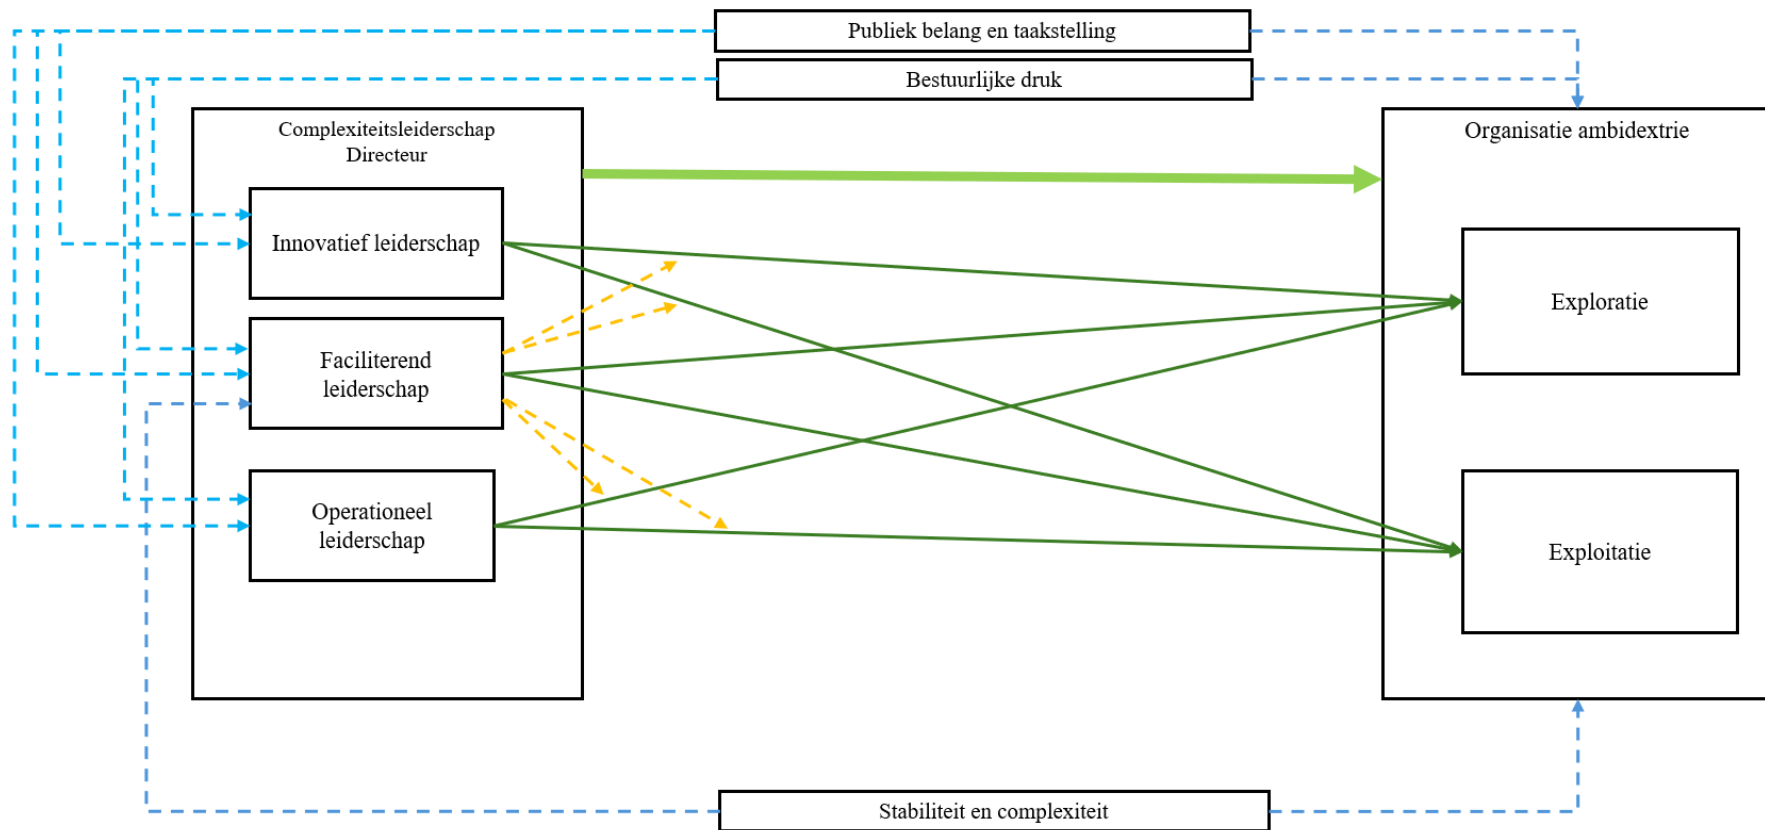 Publiek belang en taakstelling
Bestuurlijke druk
Complexiteitsleiderschap
Directeur
Organisatie ambidextrie
Innovatief leiderschap
Exploratie
Faciliterend
leiderschap
Operationeel
leiderschap
Exploitatie
Stabiliteit en complexiteit